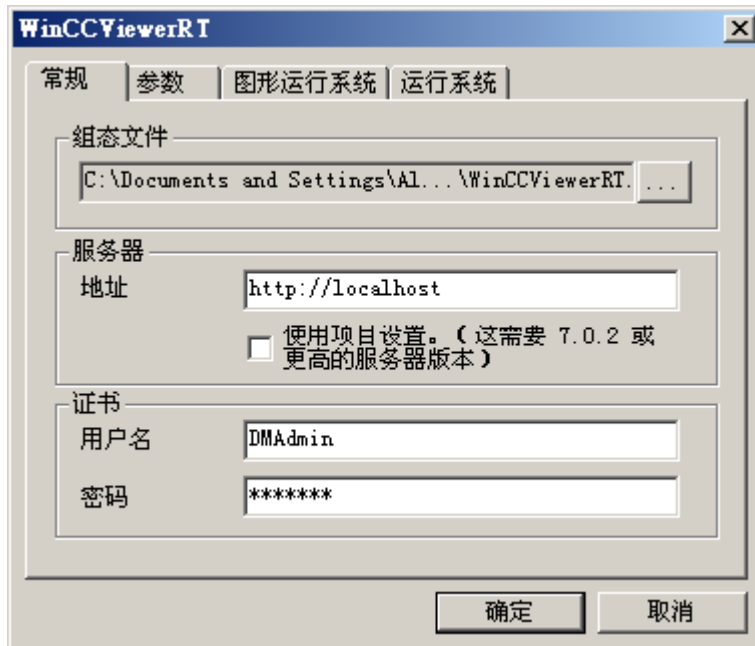 WinCCViewerRT
常规 参数 图形运行系统 运行系统
组态文件
C:\Documents and Settings\Al...\WinCCViewerRT. ...
服务器
地址 http://localhost
使用项目设置。(这需要 7.0.2 或
更高的服务器版本)
证书
用户名 DMAdmin
密码 *******
确定 取消